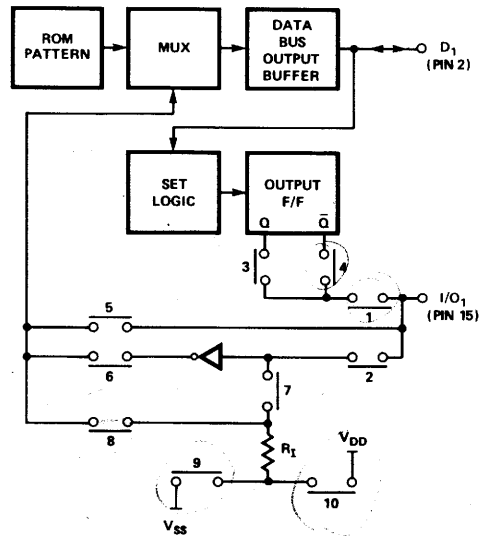 ROM
PATTERN
MUX
DATA
BUS
OUTPUT
BUFFER
D1
(PIN 2)
SET
LOGIC
OUTPUT
F/F
Q Q̄
3 4
1
I/O1
(PIN 15)
5
6
2
7
8
RI
VDD
9
10
VSS